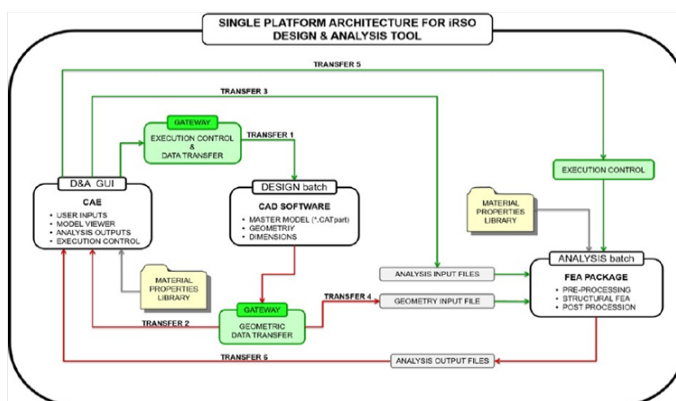 SINGLE PLATFORM ARCHITECTURE FOR iRSO
DESIGN & ANALYSIS TOOL
TRANSFER 5
TRANSFER 3
GATEWAY
EXECUTION CONTROL
&
DATA TRANSFER
TRANSFER 1
EXECUTION CONTROL
D&A GUI
CAE
• USER INPUTS
• MODEL VIEWER
• ANALYSIS OUTPUTS
• EXECUTION CONTROL
DESIGN batch
CAD SOFTWARE
• MASTER MODEL (*.CATpart)
• GEOMETRIY
• DIMENSIONS
MATERIAL
PROPERTIES
LIBRARY
ANALYSIS batch
FEA PACKAGE
• PRE-PROCESSING
• STRUCTURAL FEA
• POST PROCESSION
MATERIAL
PROPERTIES
LIBRARY
ANALYSIS INPUT FILES
TRANSFER 4
GEOMETRY INPUT FILE
GATEWAY
GEOMETRIC
DATA TRANSFER
TRANSFER 2
TRANSFER 6
ANALYSIS OUTPUT FILES